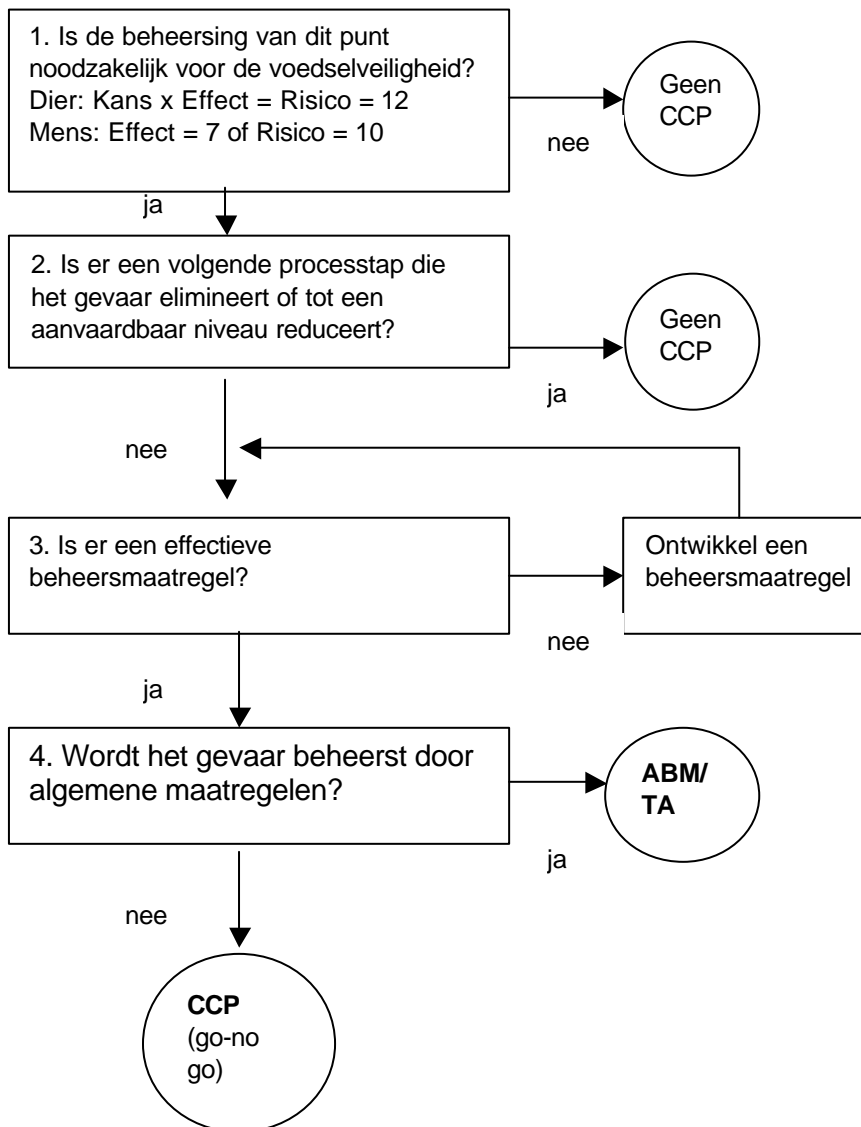 1. Is de beheersing van dit punt
noodzakelijk voor de voedselveiligheid?
Dier: Kans x Effect = Risico = 12
Mens: Effect = 7 of Risico = 10
Geen
CCP
nee
ja
2. Is er een volgende processtap die
het gevaar elimineert of tot een
aanvaardbaar niveau reduceert?
Geen
CCP
ja
nee
3. Is er een effectieve
beheersmaatregel?
Ontwikkel een
beheersmaatregel
nee
ja
4. Wordt het gevaar beheerst door
algemene maatregelen?
ABM/
TA
ja
nee
CCP
(go-no
go)